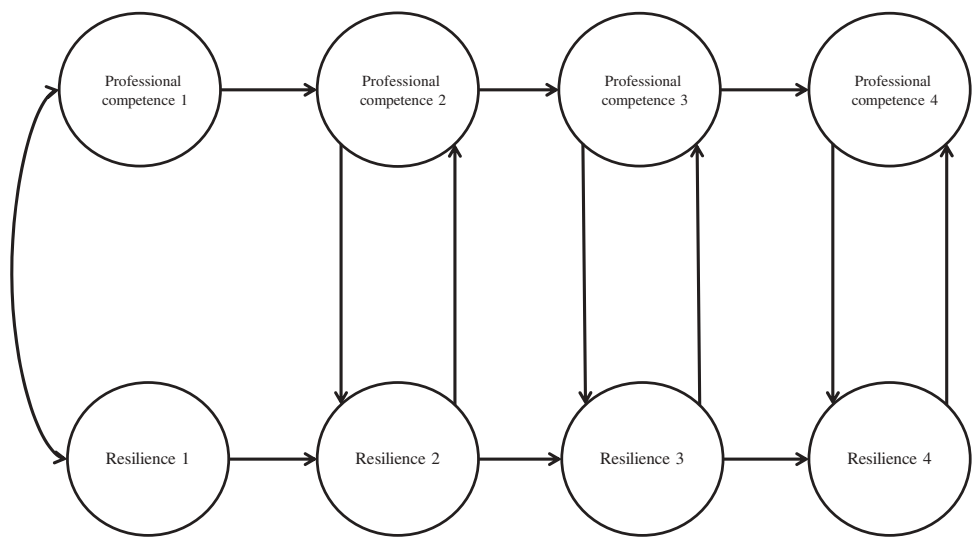 Professional
competence 1
Professional
competence 2
Professional
competence 3
Professional
competence 4
Resilience 1
Resilience 2
Resilience 3
Resilience 4